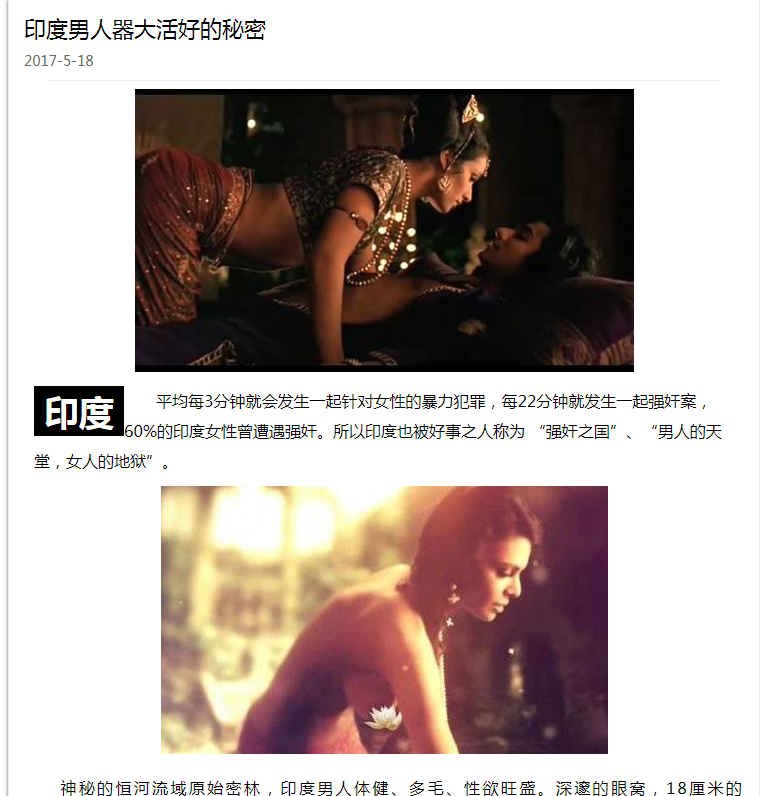 印度男人器大活好的秘密
2017-5-18
印度 平均每3分钟就会发生一起针对女性的暴力犯罪，每22分钟就发生一起强奸案，
60%的印度女性曾遭遇强奸。所以印度也被好事之人称为 “强奸之国”、“男人的天
堂，女人的地狱”。
神秘的恒河流域原始密林，印度男人体健、多毛、性欲旺盛。深邃的眼窝，18厘米的